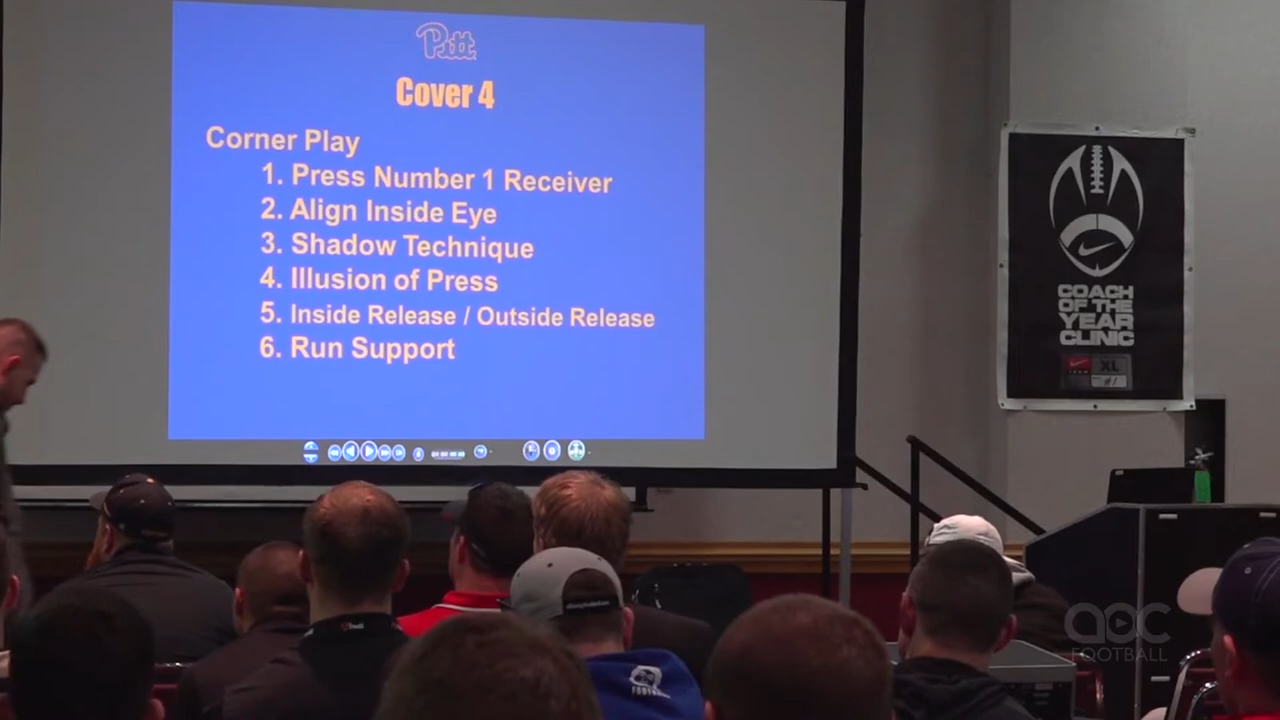 Pitt
Cover 4
Corner Play
1. Press Number 1 Receiver
2. Align Inside Eye
3. Shadow Technique
4. Illusion of Press
5. Inside Release / Outside Release
6. Run Support
COACH
OF THE
YEAR
CLINIC
XL
#1
aoc
FOOTBALL